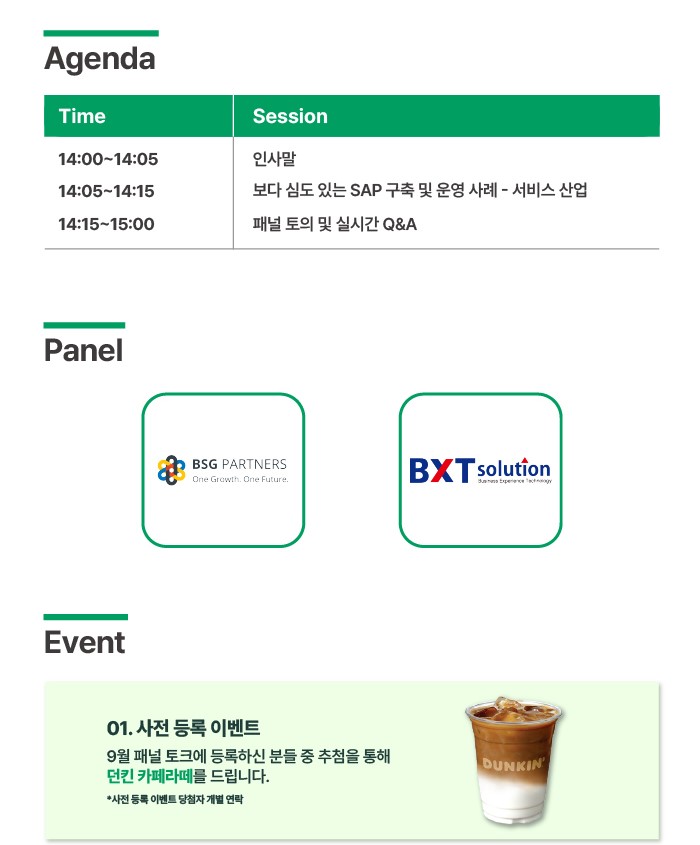 Agenda
Time Session
14:00~14:05 인사말
14:05~14:15 보다 심도 있는 SAP 구축 및 운영 사례 - 서비스 산업
14:15~15:00 패널 토의 및 실시간 Q&A
Panel
BSG PARTNERS
One Growth. One Future.
BXT solution
Business Experience Technology
Event
01. 사전 등록 이벤트
9월 패널 토크에 등록하신 분들 중 추첨을 통해
던킨 카페라떼를 드립니다.
*사전 등록 이벤트 당첨자 개별 연락
DUNKIN'